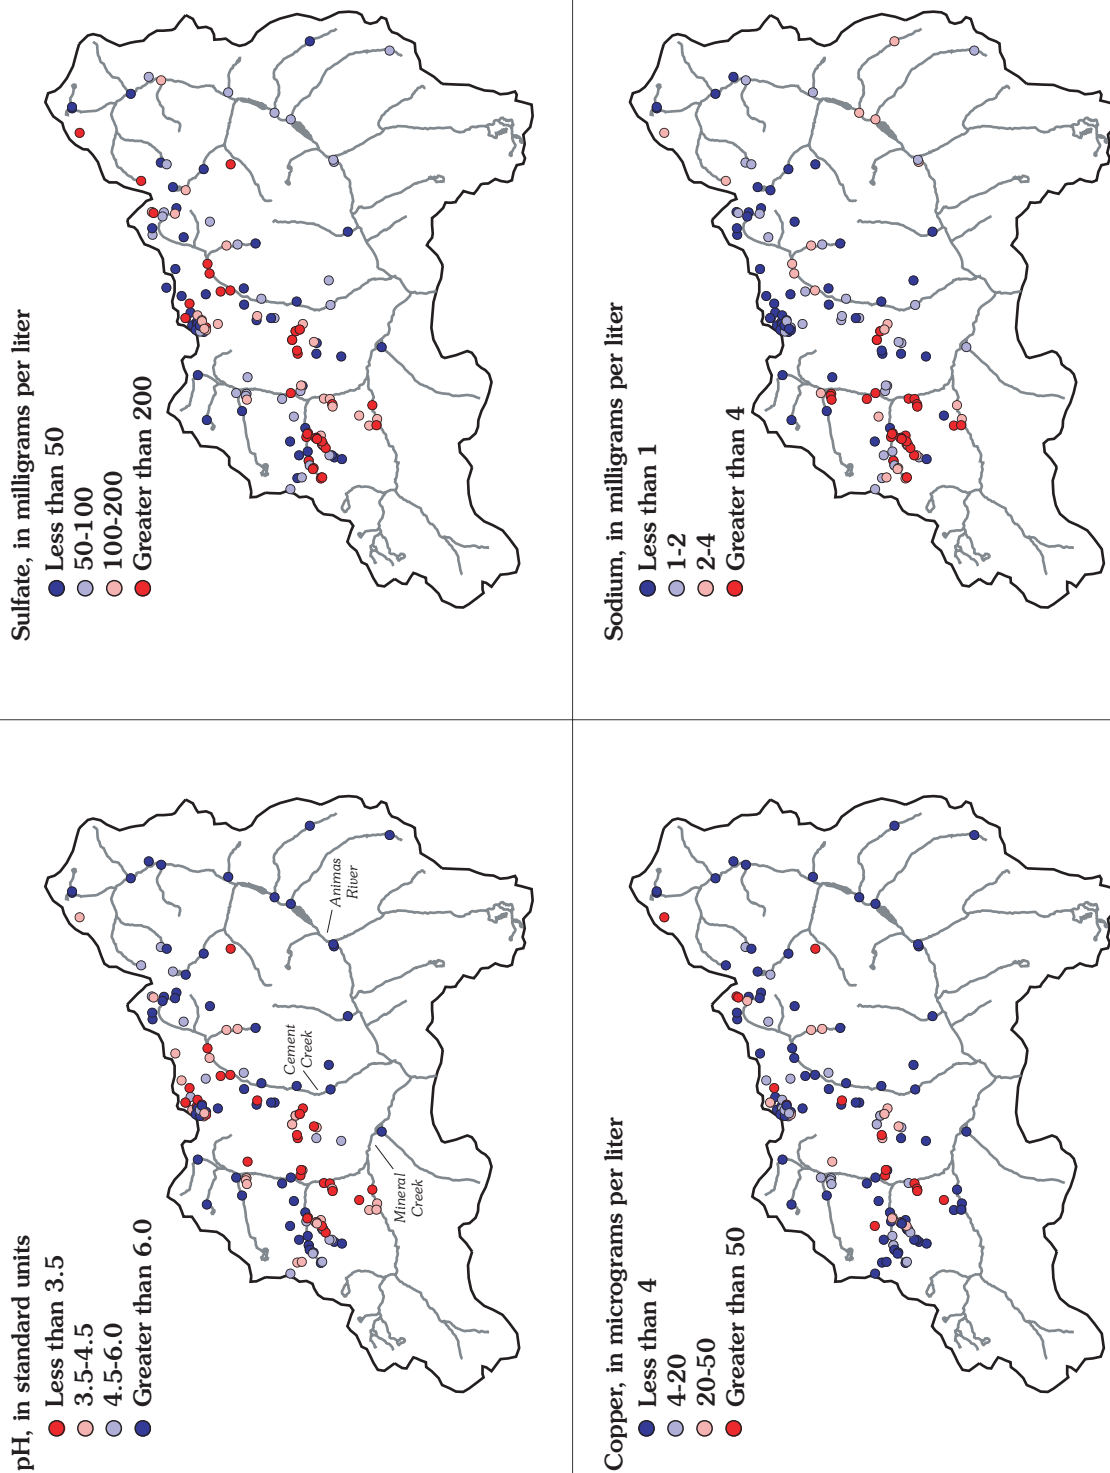 pH, in standard units
Less than 3.5
3.5-4.5
4.5-6.0
Greater than 6.0
Cement
Creek
Animas
River
Mineral
Creek
Sulfate, in milligrams per liter
Less than 50
50-100
100-200
Greater than 200
Copper, in micrograms per liter
Less than 4
4-20
20-50
Greater than 50
Sodium, in milligrams per liter
Less than 1
1-2
2-4
Greater than 4